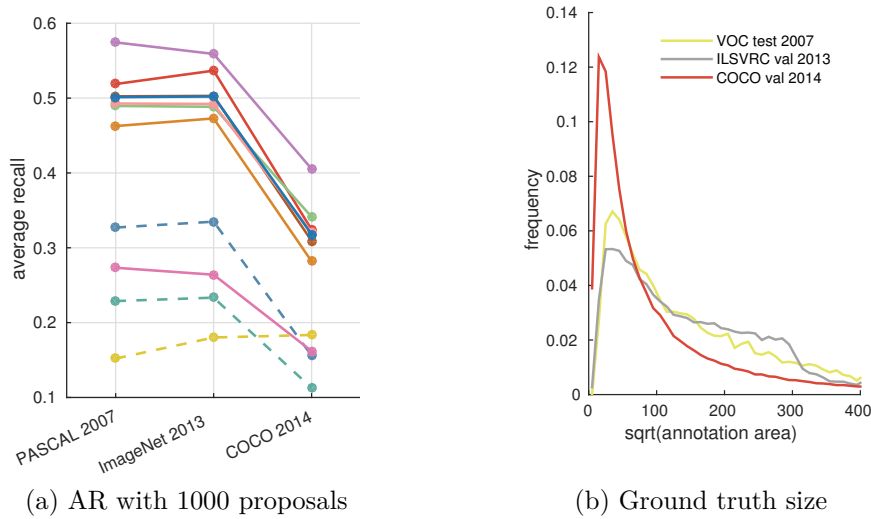 0.6
0.5
0.4
0.3
0.2
0.1
average recall
PASCAL 2007
ImageNet 2013
COCO 2014
(a) AR with 1000 proposals
0.14
0.12
0.1
0.08
0.06
0.04
0.02
0
frequency
VOC test 2007
ILSVRC val 2013
COCO val 2014
0 100 200 300 400
sqrt(annotation area)
(b) Ground truth size